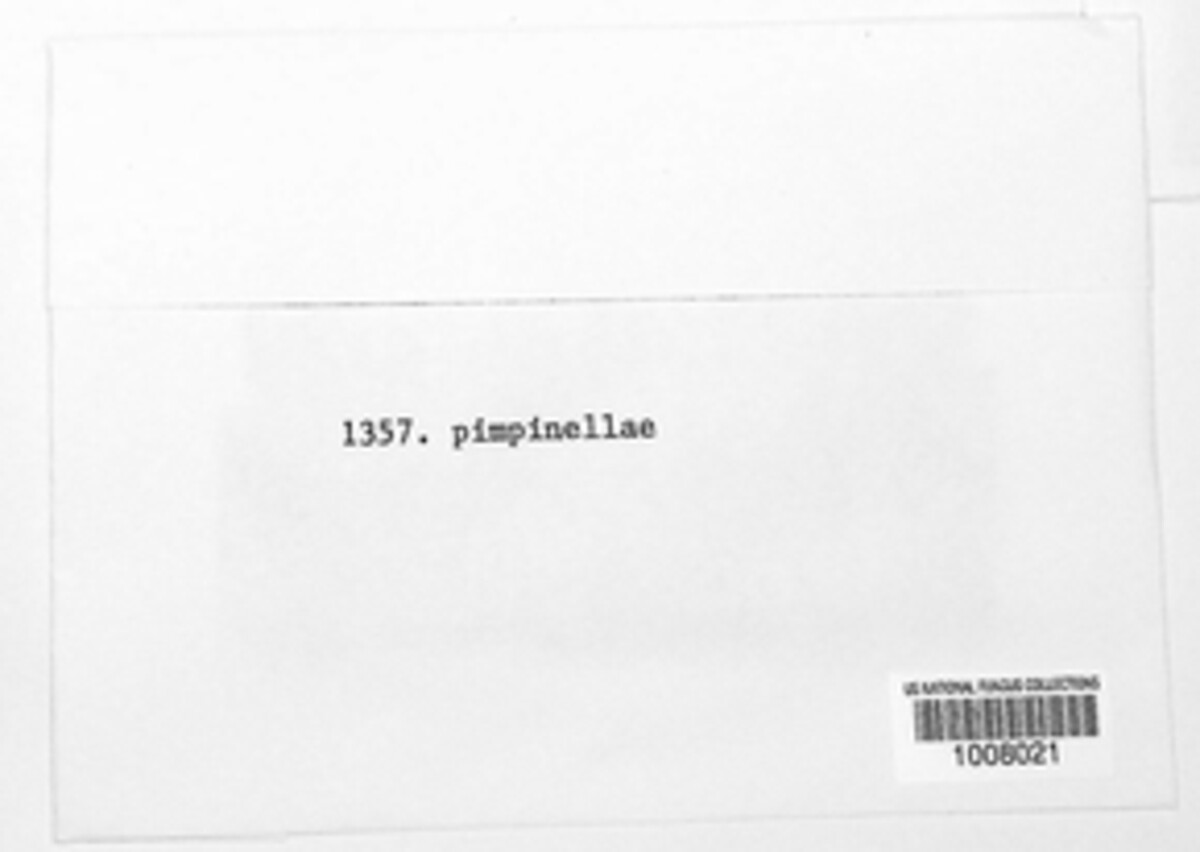 1357. pimpinellae
US NATIONAL FUNGUS COLLECTIONS
1008021